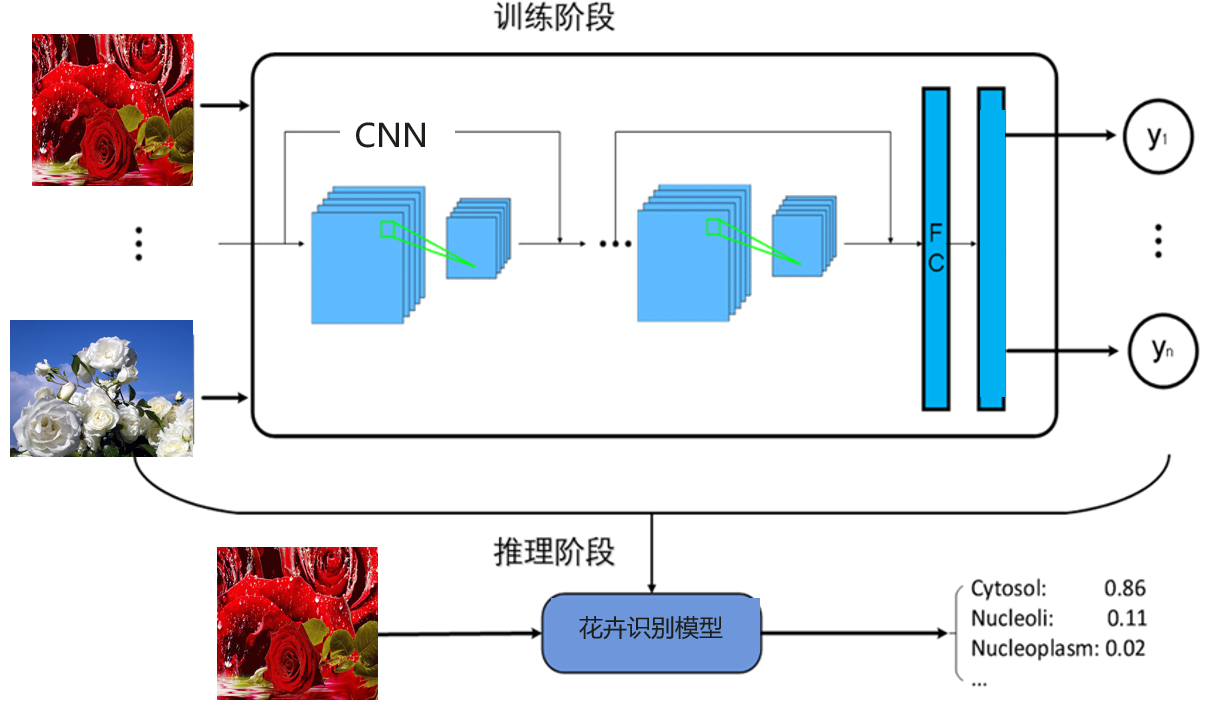 训练阶段
CNN
F
C
y1
yn
推理阶段
花卉识别模型
Cytosol: 0.86
Nucleoli: 0.11
Nucleoplasm: 0.02
...